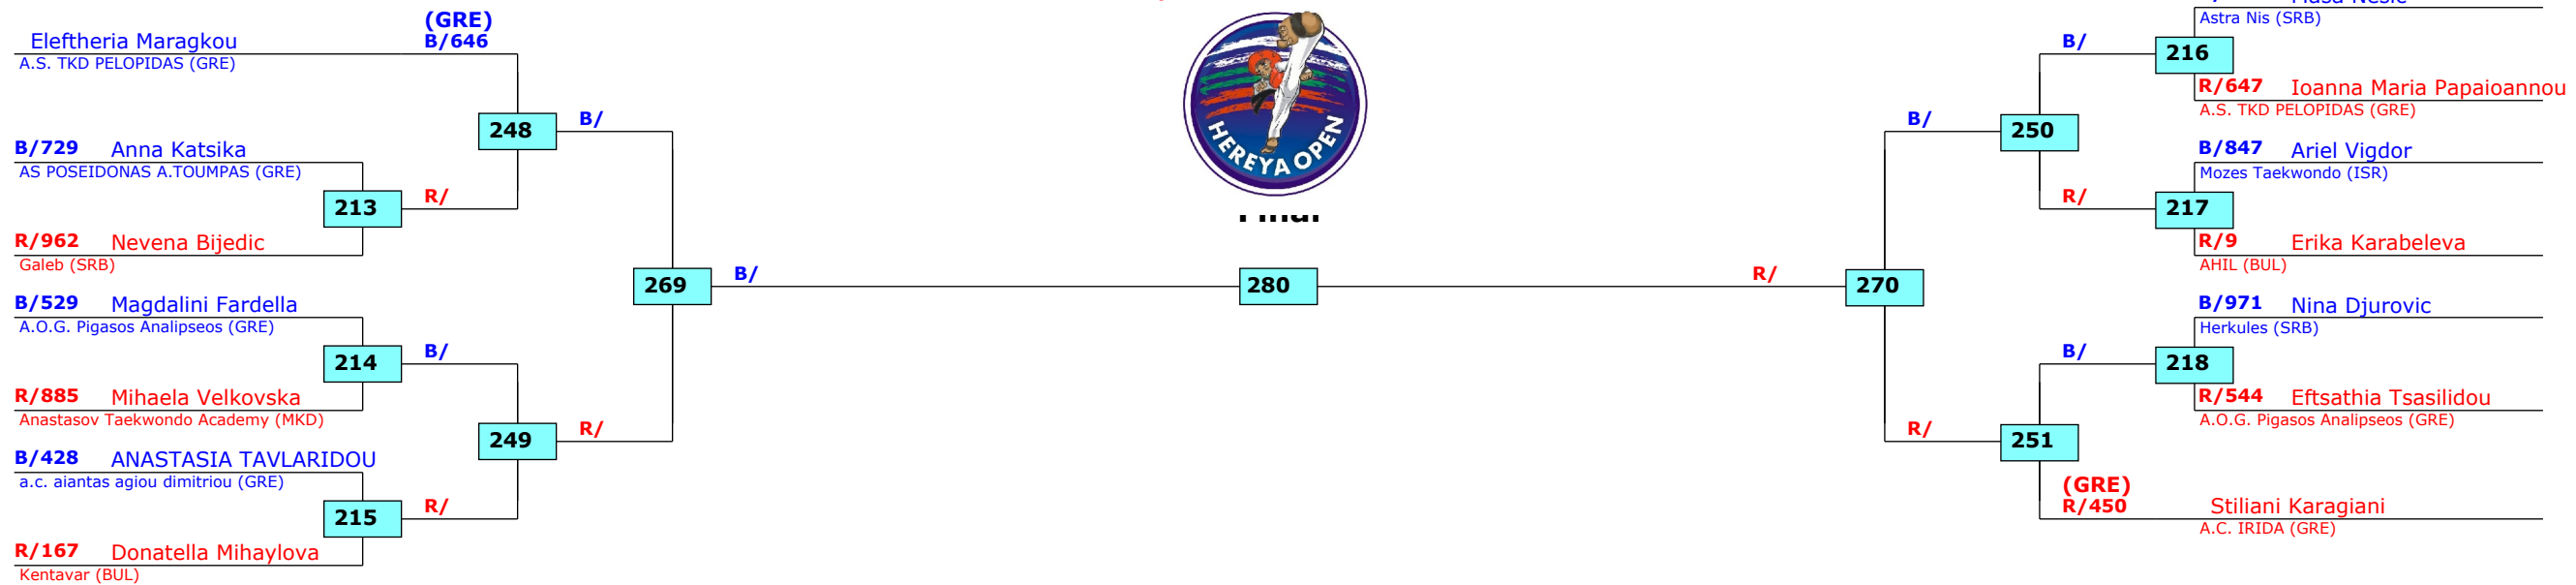 (GRE)
Eleftheria Maragkou B/646
A.S. TKD PELOPIDAS (GRE)
248 B/
B/729 Anna Katsika
AS POSEIDONAS A.TOUMPAS (GRE)
213 R/
R/962 Nevena Bijedic
Galeb (SRB)
269 B/
B/529 Magdalini Fardella
A.O.G. Pigasos Analipseos (GRE)
214 B/
R/885 Mihaela Velkovska
Anastasov Taekwondo Academy (MKD)
249 R/
B/428 ANASTASIA TAVLARIDOU
a.c. aiantas agiou dimitriou (GRE)
215 R/
R/167 Donatella Mihaylova
Kentavar (BUL)
HEREYA OPEN
Final
280
Astra Nis (SRB)
B/ 216
R/647 Ioanna Maria Papaioannou
A.S. TKD PELOPIDAS (GRE)
B/ 250
B/847 Ariel Vigdor
Mozes Taekwondo (ISR)
R/ 217
R/9 Erika Karabeleva
AHIL (BUL)
R/ 270
B/971 Nina Djurovic
Herkules (SRB)
B/ 218
R/544 Eftsathia Tsasilidou
A.O.G. Pigasos Analipseos (GRE)
R/ 251
(GRE)
R/450 Stiliani Karagiani
A.C. IRIDA (GRE)